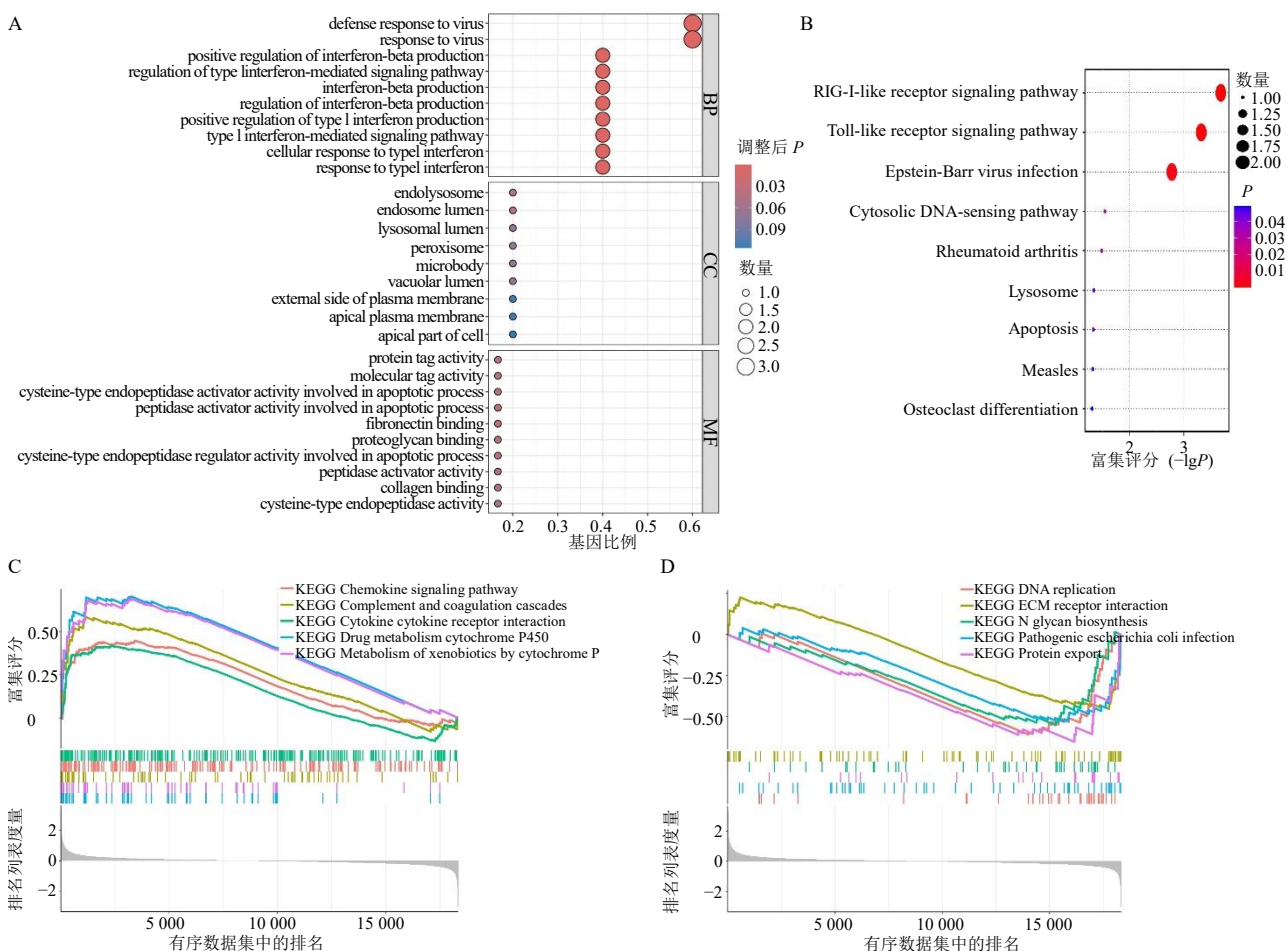 A
defense response to virus
response to virus
positive regulation of interferon-beta production
regulation of type linterferon-mediated signaling pathway
interferon-beta production
regulation of interferon-beta production
positive regulation of type l interferon production
type l interferon-mediated signaling pathway
cellular response to typel interferon
response to typel interferon
BP
endolysosome
endosome lumen
lysosomal lumen
peroxisome
microbody
vacuolar lumen
external side of plasma membrane
apical plasma membrane
apical part of cell
CC
protein tag activity
molecular tag activity
cysteine-type endopeptidase activator activity involved in apoptotic process
peptidase activator activity involved in apoptotic process
fibronectin binding
proteoglycan binding
cysteine-type endopeptidase regulator activity involved in apoptotic process
peptidase activator activity
collagen binding
cysteine-type endopeptidase activity
MF
0.2 0.3 0.4 0.5 0.6
基因比例
调整后 P
0.03
0.06
0.09
数量
1.0
1.5
2.0
2.5
3.0
B
RIG-I-like receptor signaling pathway
Toll-like receptor signaling pathway
Epstein-Barr virus infection
Cytosolic DNA-sensing pathway
Rheumatoid arthritis
Lysosome
Apoptosis
Measles
Osteoclast differentiation
2 3
富集评分 (−lgP)
数量
1.00
1.25
1.50
1.75
2.00
P
0.04
0.03
0.02
0.01
C
KEGG Chemokine signaling pathway
KEGG Complement and coagulation cascades
KEGG Cytokine cytokine receptor interaction
KEGG Drug metabolism cytochrome P450
KEGG Metabolism of xenobiotics by cytochrome P
富集评分
0.50
0.25
0
排名列表度量
2
0
−2
5 000 10 000 15 000
有序数据集中的排名
D
KEGG DNA replication
KEGG ECM receptor interaction
KEGG N glycan biosynthesis
KEGG Pathogenic escherichia coli infection
KEGG Protein export
富集评分
0
−0.25
−0.50
排名列表度量
2
0
−2
5 000 10 000 15 000
有序数据集中的排名